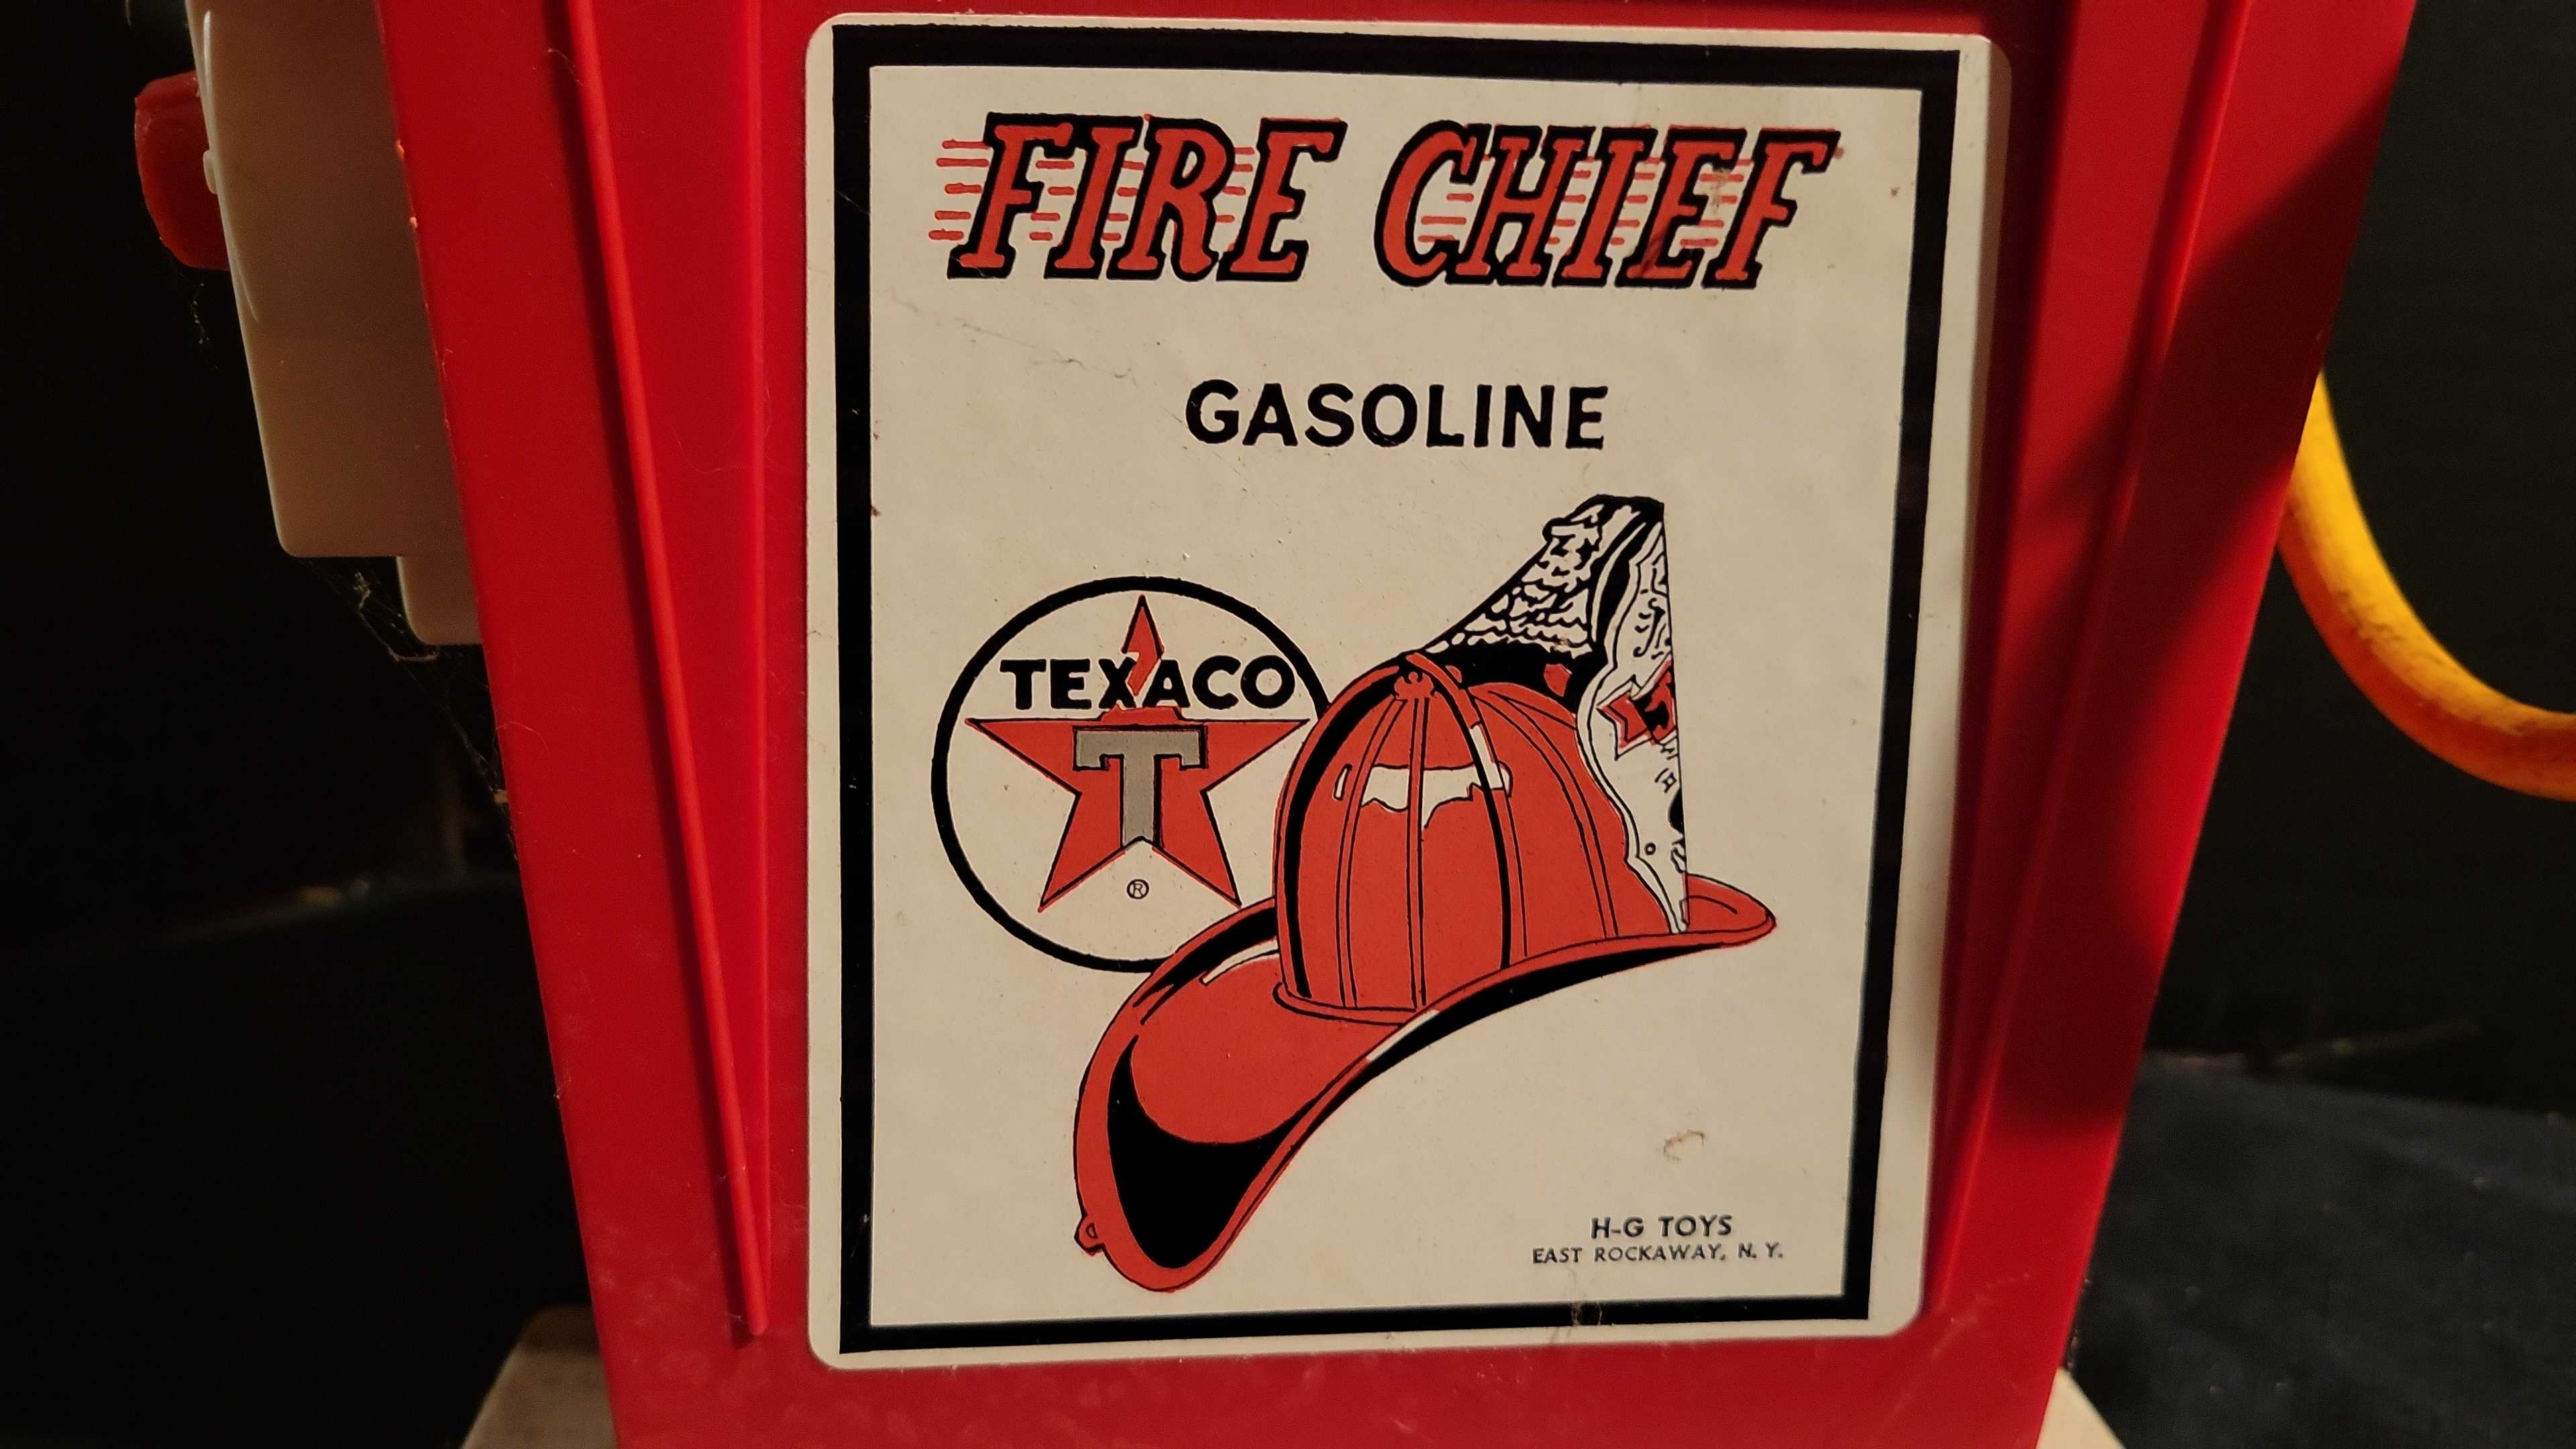 FIRE CHIEF
GASOLINE
TEXACO
T
®
H-G TOYS
EAST ROCKAWAY, N. Y.